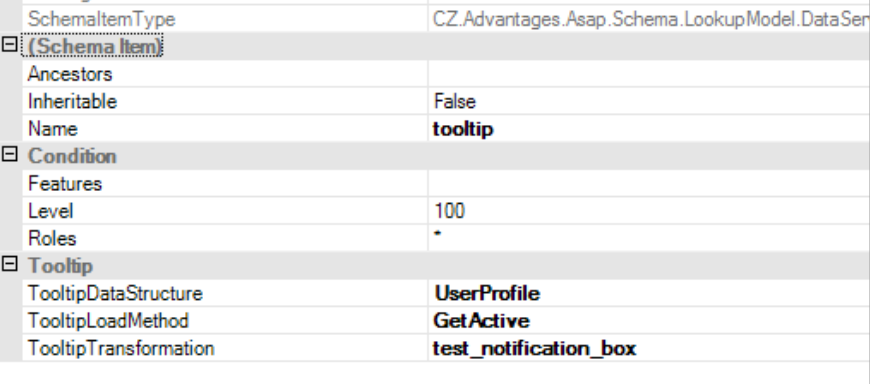 SchemaItemType CZ.Advantages.Asap.Schema.LookupModel.DataSer
(Schema Item)
Ancestors
Inheritable False
Name tooltip
Condition
Features
Level 100
Roles *
Tooltip
TooltipDataStructure UserProfile
TooltipLoadMethod GetActive
TooltipTransformation test_notification_box